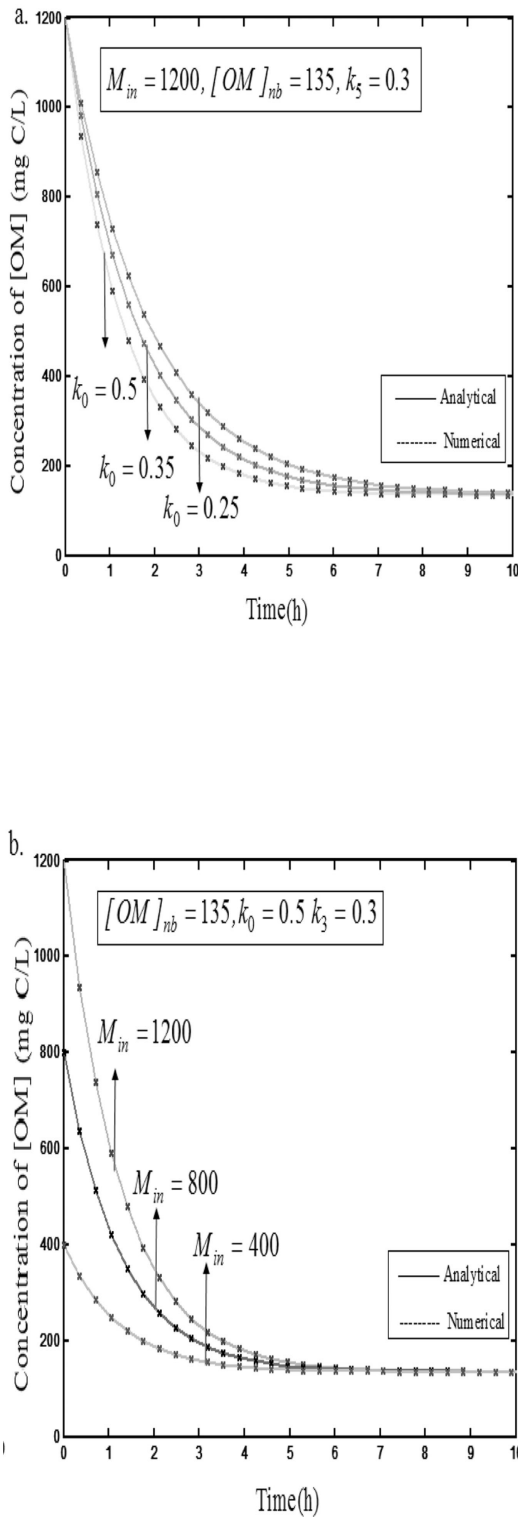 a.
1200
M_in = 1200, [OM]_nb = 135, k_5 = 0.3
1000
800
600
400
200
0
Concentration of [OM] (mg C/L)
k_0 = 0.5
k_0 = 0.35
k_0 = 0.25
Analytical
Numerical
0 1 2 3 4 5 6 7 8 9 10
Time(h)
b.
1200
[OM]_nb = 135, k_0 = 0.5 k_3 = 0.3
1000
800
600
400
200
0
Concentration of [OM] (mg C/L)
M_in = 1200
M_in = 800
M_in = 400
Analytical
Numerical
0 1 2 3 4 5 6 7 8 9 10
Time(h)